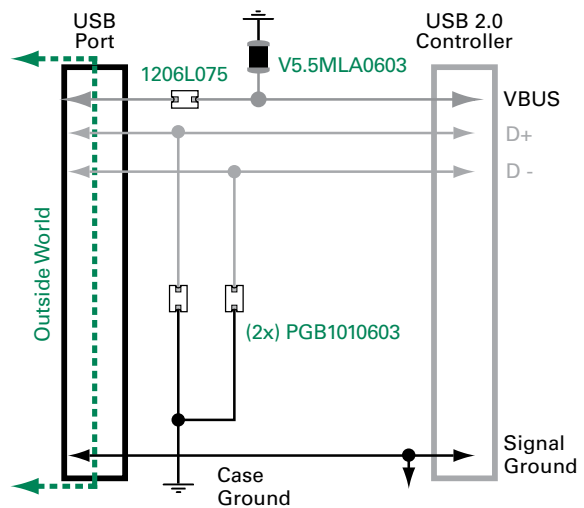 USB
Port
USB 2.0
Controller
1206L075
V5.5MLA0603
VBUS
D+
D -
Outside World
(2x) PGB1010603
Case
Ground
Signal
Ground